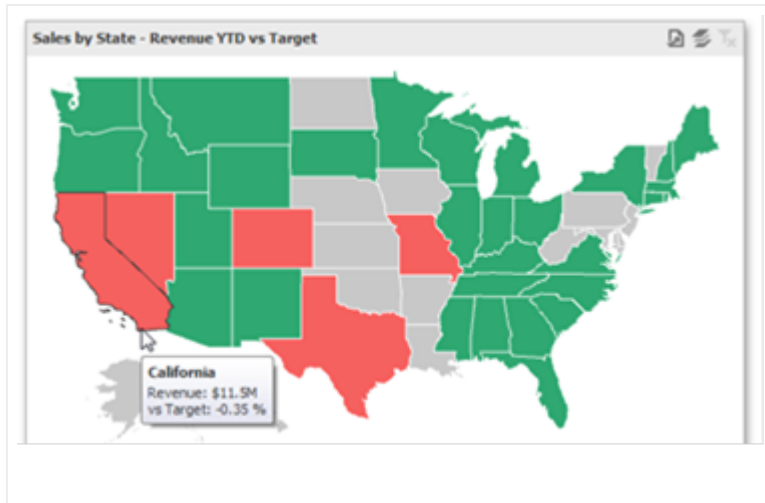 Sales by State - Revenue YTD vs Target
California
Revenue: $11.5M
vs Target: -0.35 %